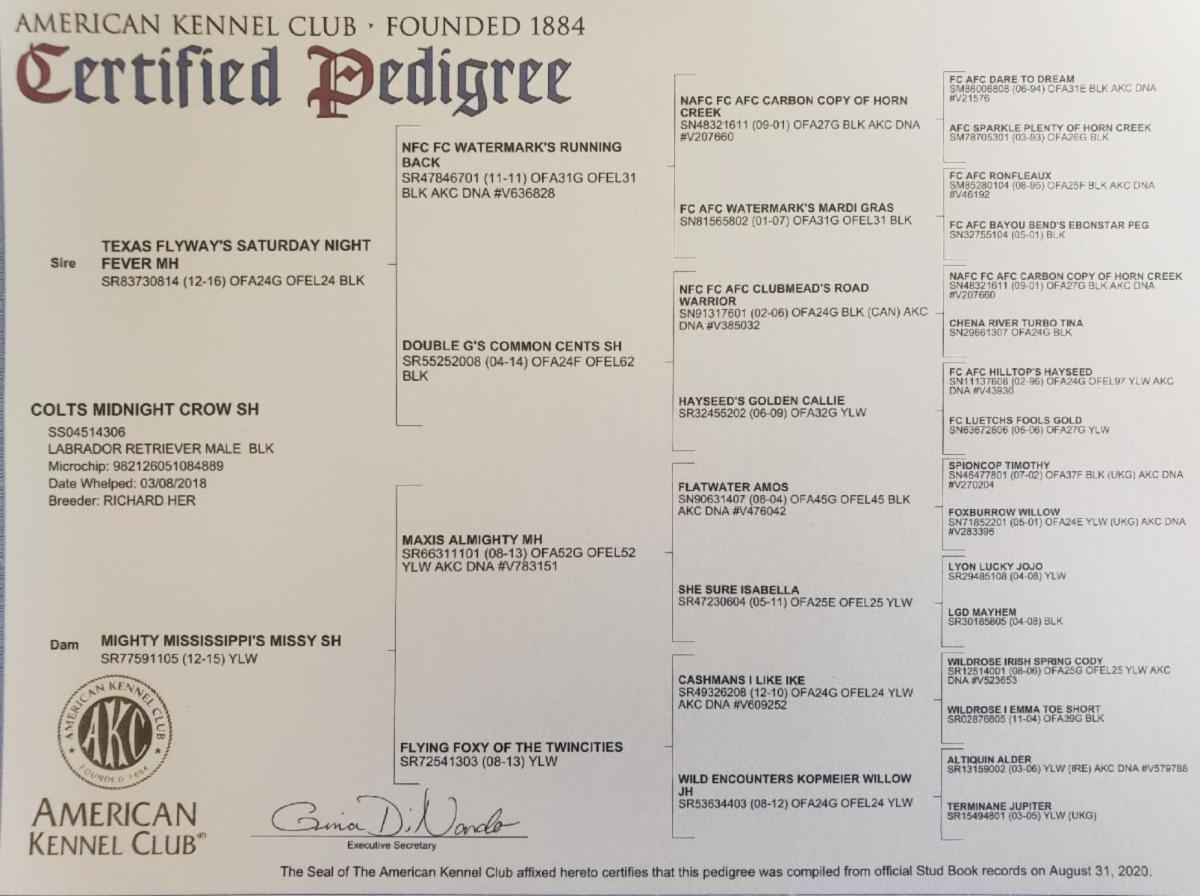 AMERICAN KENNEL CLUB · FOUNDED 1884
Certified Pedigree
Sire
TEXAS FLYWAY'S SATURDAY NIGHT
FEVER MH
SR83730814 (12-16) OFA24G OFEL24 BLK
COLTS MIDNIGHT CROW SH
SS04514306
LABRADOR RETRIEVER MALE BLK
Microchip: 982126051084889
Date Whelped: 03/08/2018
Breeder: RICHARD HER
Dam
MIGHTY MISSISSIPPI'S MISSY SH
SR77591105 (12-15) YLW
NFC FC WATERMARK'S RUNNING
BACK
SR47846701 (11-11) OFA31G OFEL31
BLK AKC DNA #V636828
DOUBLE G'S COMMON CENTS SH
SR55252008 (04-14) OFA24F OFEL62
BLK
MAXIS ALMIGHTY MH
SR66311101 (08-13) OFA52G OFEL52
YLW AKC DNA #V783151
FLYING FOXY OF THE TWINCITIES
SR72541303 (08-13) YLW
NAFC FC AFC CARBON COPY OF HORN
CREEK
SN48321611 (09-01) OFA27G BLK AKC DNA
#V207660
FC AFC WATERMARK'S MARDI GRAS
SN81565802 (01-07) OFA31G OFEL31 BLK
NFC FC AFC CLUBMEAD'S ROAD
WARRIOR
SN91317601 (02-06) OFA24G BLK (CAN) AKC
DNA #V385032
HAYSEED'S GOLDEN CALLIE
SR32455202 (06-09) OFA32G YLW
FLATWATER AMOS
SN90631407 (08-04) OFA45G OFEL45 BLK
AKC DNA #V476042
SHE SURE ISABELLA
SR47230604 (05-11) OFA25E OFEL25 YLW
CASHMANS I LIKE IKE
SR49326208 (12-10) OFA24G OFEL24 YLW
AKC DNA #V609252
WILD ENCOUNTERS KOPMEIER WILLOW
JH
SR53634403 (08-12) OFA24G OFEL24 YLW
FC AFC DARE TO DREAM
SM86006808 (06-94) OFA31E BLK AKC DNA
#V21576
AFC SPARKLE PLENTY OF HORN CREEK
SM78705301 (03-93) OFA26G BLK
FC AFC RONFLEAUX
SM85280104 (08-95) OFA25F BLK AKC DNA
#V46192
FC AFC BAYOU BEND'S EBONSTAR PEG
SN32755104 (05-01) BLK
NAFC FC AFC CARBON COPY OF HORN CREEK
SN48321611 (09-01) OFA27G BLK AKC DNA
#V207660
CHENA RIVER TURBO TINA
SN29661307 OFA24G BLK
FC AFC HILLTOP'S HAYSEED
SN11137608 (02-96) OFA24G OFEL97 YLW AKC
DNA #V43930
FC LUETCHS FOOLS GOLD
SN63672806 (06-06) OFA27G YLW
SPIONCOP TIMOTHY
SN46477801 (07-02) OFA37F BLK (UKG) AKC DNA
#V270204
FOXBURROW WILLOW
SN71852201 (05-01) OFA24E YLW (UKG) AKC DNA
#V283396
LYON LUCKY JOJO
SR29485108 (04-08) YLW
LGD MAYHEM
SR30185805 (04-08) BLK
WILDROSE IRISH SPRING CODY
SR12514001 (08-06) OFA25G OFEL25 YLW AKC
DNA #V523653
WILDROSE I EMMA TOE SHORT
SR02876805 (11-04) OFA39G BLK
ALTIQUIN ALDER
SR13159002 (03-06) YLW (IRE) AKC DNA #V579788
TERMINANE JUPITER
SR15494801 (03-05) YLW (UKG)
AMERICAN KENNEL CLUB
AKC
FOUNDED 1884
AMERICAN
KENNEL CLUB®
Gina DiNardo
Executive Secretary
The Seal of The American Kennel Club affixed hereto certifies that this pedigree was compiled from official Stud Book records on August 31, 2020.